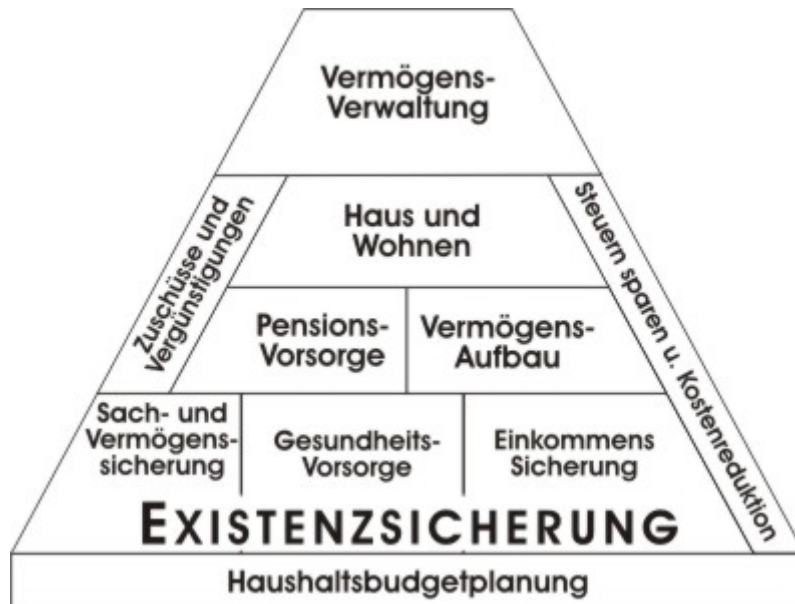 Vermögens-
Verwaltung
Zuschüsse und
Vergünstigungen
Haus und
Wohnen
Steuern sparen u. Kostenreduktion
Pensions-
Vorsorge
Vermögens-
Aufbau
Sach- und
Vermögens-
sicherung
Gesundheits-
Vorsorge
Einkommens
Sicherung
EXISTENZSICHERUNG
Haushaltsbudgetplanung